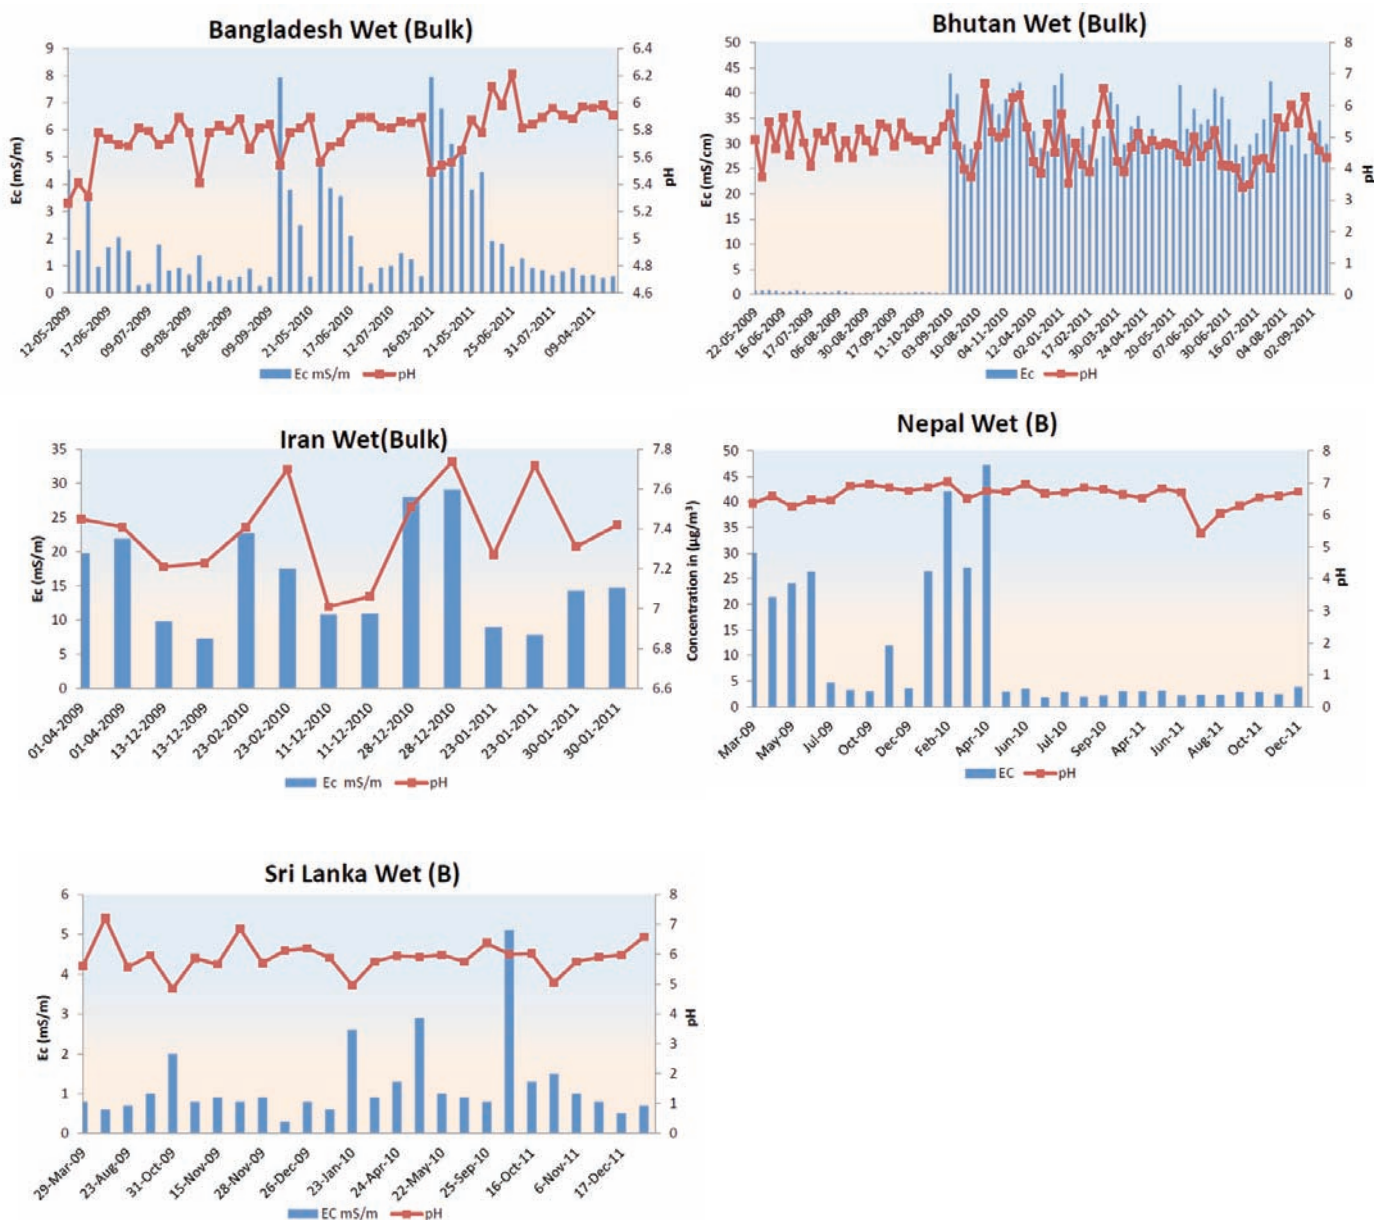 Bangladesh Wet (Bulk)
9
8
7
6
5
4
3
2
1
0
Ec (mS/m)
6.4
6.2
6
5.8
5.6
5.4
5.2
5
4.8
4.6
pH
12-05-2009
17-06-2009
09-07-2009
09-08-2009
26-08-2009
09-09-2009
21-05-2010
17-06-2010
12-07-2010
26-03-2011
21-05-2011
25-06-2011
31-07-2011
09-04-2011
Ec mS/m pH
Bhutan Wet (Bulk)
50
45
40
35
30
25
20
15
10
5
0
Ec (mS/cm)
8
7
6
5
4
3
2
1
0
pH
22-05-2009
16-06-2009
17-07-2009
06-08-2009
30-08-2009
17-09-2009
11-10-2009
03-09-2010
10-08-2010
04-11-2010
12-04-2010
02-01-2011
17-02-2011
30-03-2011
24-04-2011
20-05-2011
07-06-2011
30-06-2011
16-07-2011
04-08-2011
02-09-2011
Ec pH
Iran Wet(Bulk)
35
30
25
20
15
10
5
0
Ec (mS/m)
7.8
7.6
7.4
7.2
7
6.8
6.6
01-04-2009
01-04-2009
13-12-2009
13-12-2009
23-02-2010
23-02-2010
11-12-2010
11-12-2010
28-12-2010
28-12-2010
23-01-2011
23-01-2011
30-01-2011
30-01-2011
Ec mS/m pH
Nepal Wet (B)
Concentration in (µg/m³)
50
45
40
35
30
25
20
15
10
5
0
8
7
6
5
4
3
2
1
0
pH
Mar-09
May-09
Jul-09
Oct-09
Dec-09
Feb-10
Apr-10
Jun-10
Jul-10
Sep-10
Apr-11
Jun-11
Aug-11
Oct-11
Dec-11
EC pH
Sri Lanka Wet (B)
6
5
4
3
2
1
0
Ec (mS/m)
8
7
6
5
4
3
2
1
0
pH
29-Mar-09
23-Aug-09
31-Oct-09
15-Nov-09
28-Nov-09
26-Dec-09
23-Jan-10
24-Apr-10
22-May-10
25-Sep-10
16-Oct-11
6-Nov-11
17-Dec-11
EC mS/m pH